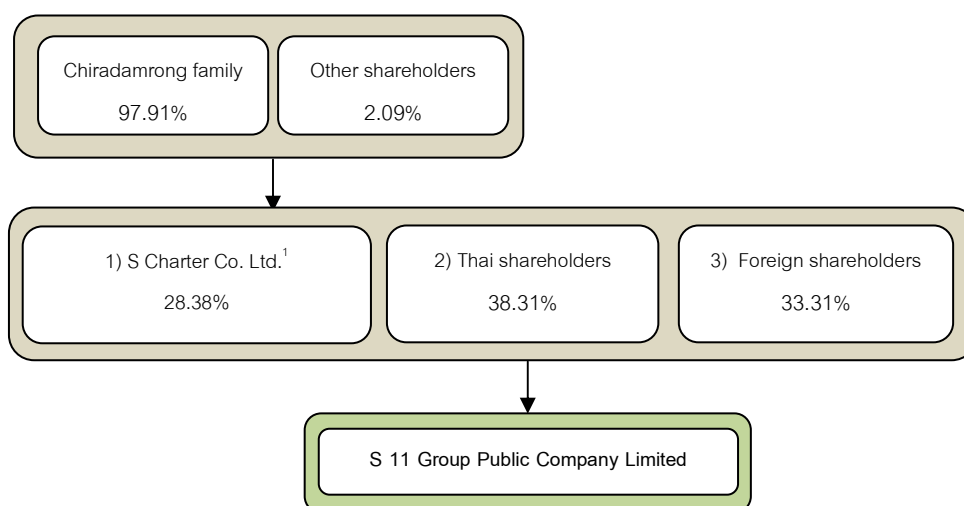 Chiradamrong family
97.91%
Other shareholders
2.09%
1) S Charter Co. Ltd.¹
28.38%
2) Thai shareholders
38.31%
3) Foreign shareholders
33.31%
S 11 Group Public Company Limited